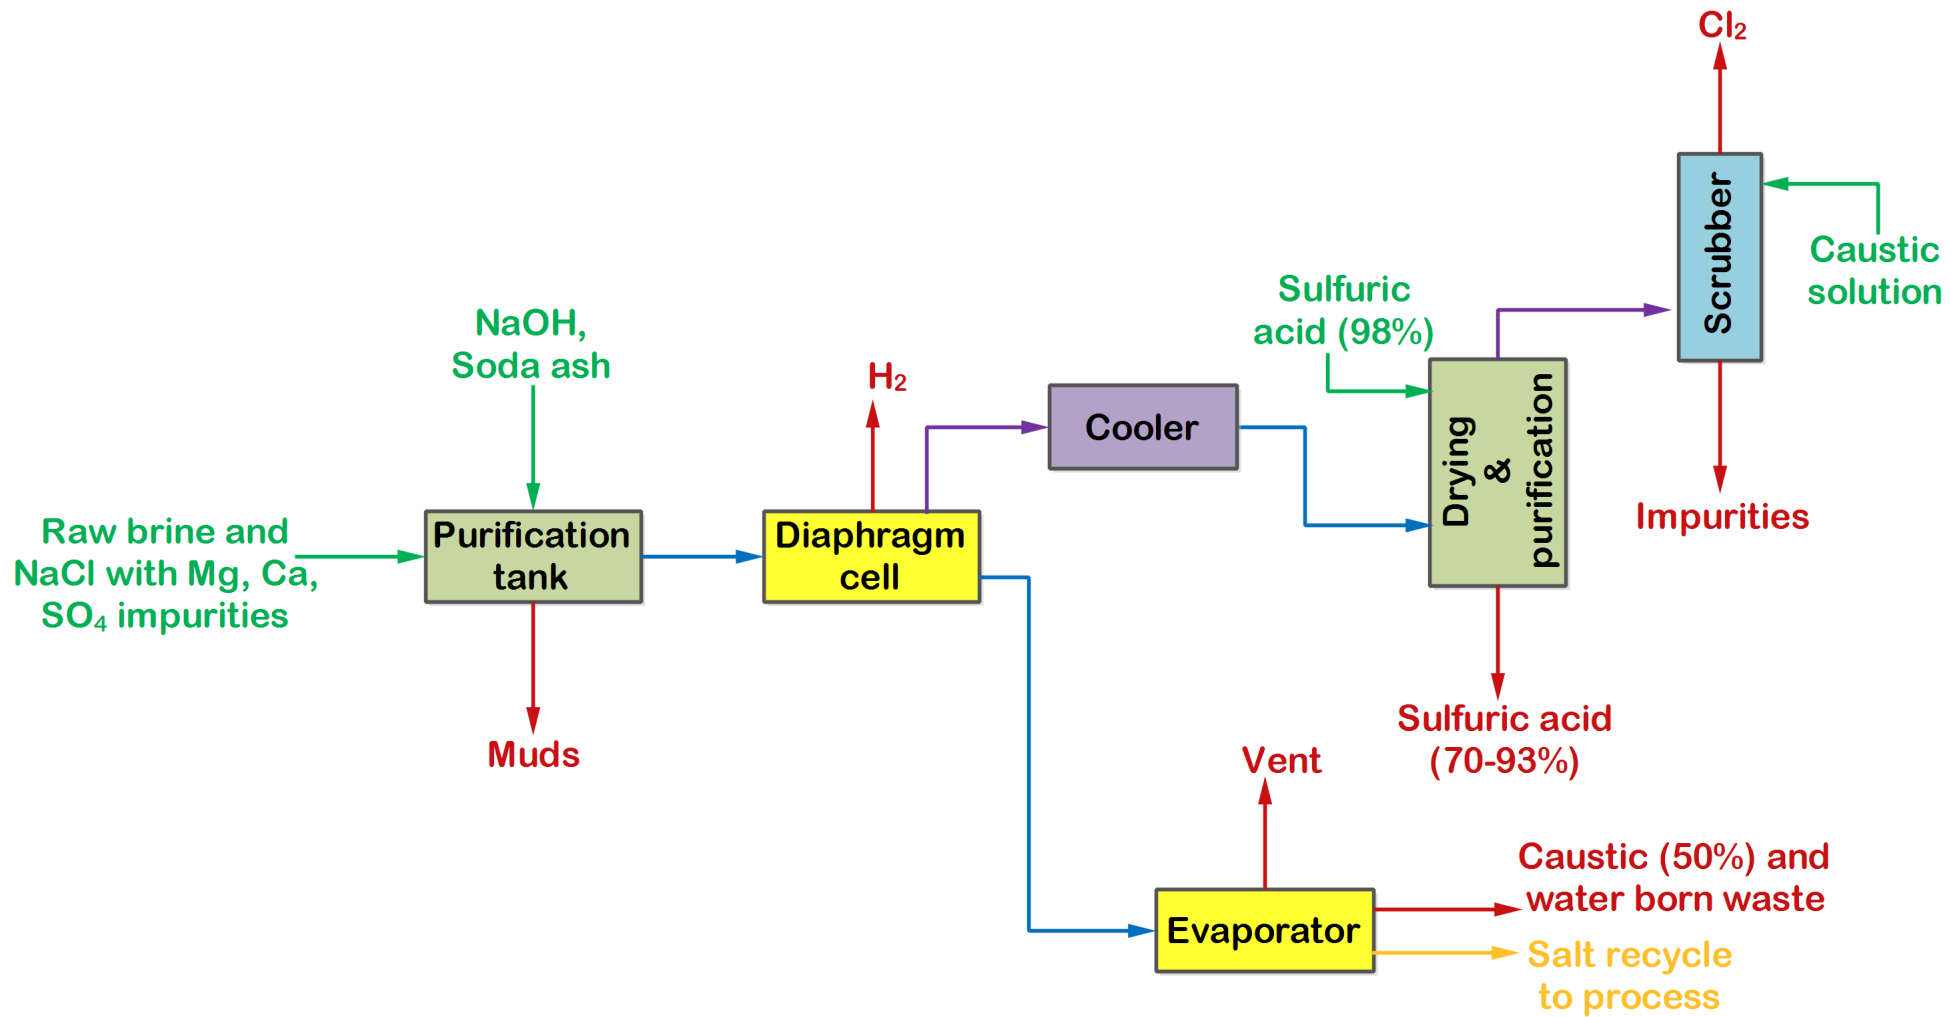 Cl₂
Scrubber
Caustic
solution
Sulfuric
acid (98%)
NaOH,
Soda ash
H₂
Cooler
Drying
&
purification
Raw brine and
NaCl with Mg, Ca,
SO₄ impurities
Purification
tank
Diaphragm
cell
Impurities
Muds
Sulfuric acid
(70-93%)
Vent
Evaporator
Caustic (50%) and
water born waste
Salt recycle
to process